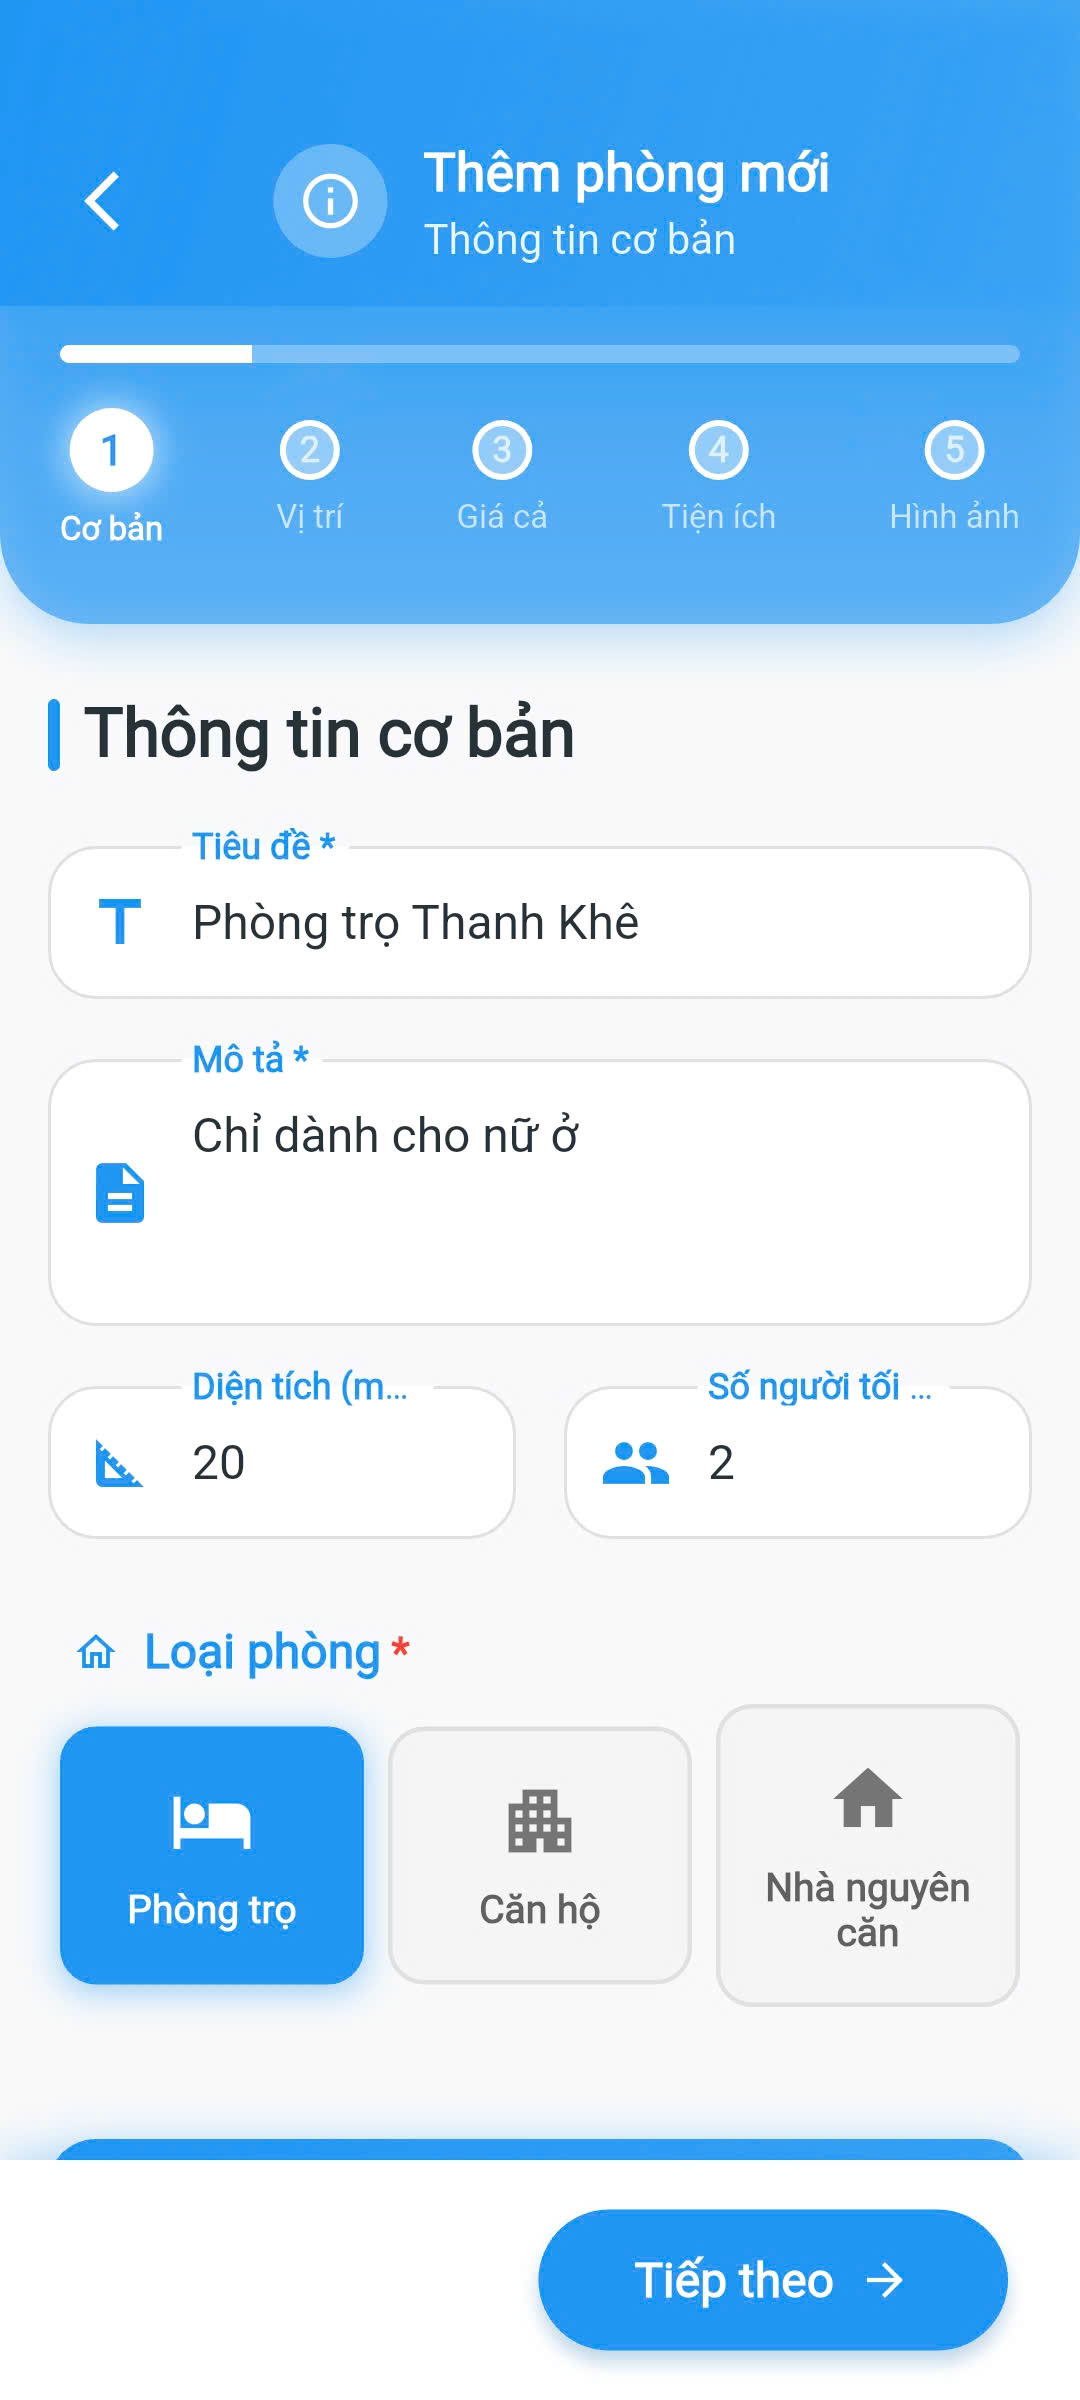 Thêm phòng mới
Thông tin cơ bản
1
2
3
4
5
Cơ bản
Vị trí
Giá cả
Tiện ích
Hình ảnh
Thông tin cơ bản
Tiêu đề *
Phòng trọ Thanh Khê
Mô tả *
Chỉ dành cho nữ ở
Diện tích (m...
20
Số người tối ...
2
Loại phòng *
Phòng trọ
Căn hộ
Nhà nguyên
căn
Tiếp theo